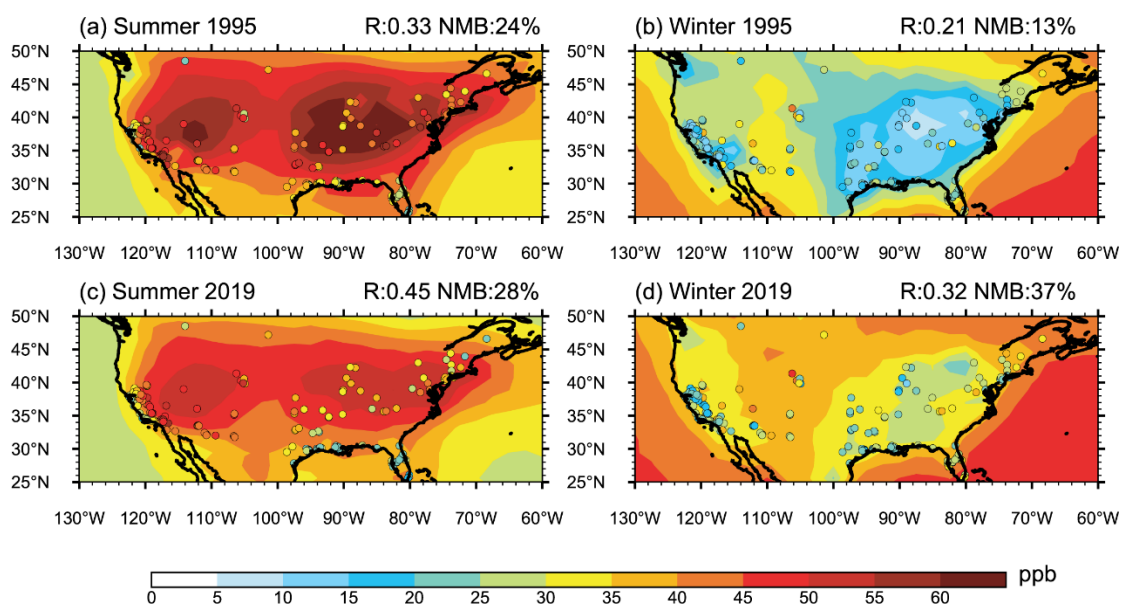 (a) Summer 1995 R:0.33 NMB:24%
(b) Winter 1995 R:0.21 NMB:13%
50°N 50°N
45°N 45°N
40°N 40°N
35°N 35°N
30°N 30°N
25°N 25°N
130°W 120°W 110°W 100°W 90°W 80°W 70°W 60°W
130°W 120°W 110°W 100°W 90°W 80°W 70°W 60°W
(c) Summer 2019 R:0.45 NMB:28%
(d) Winter 2019 R:0.32 NMB:37%
50°N 50°N
45°N 45°N
40°N 40°N
35°N 35°N
30°N 30°N
25°N 25°N
130°W 120°W 110°W 100°W 90°W 80°W 70°W 60°W
130°W 120°W 110°W 100°W 90°W 80°W 70°W 60°W
ppb
0 5 10 15 20 25 30 35 40 45 50 55 60